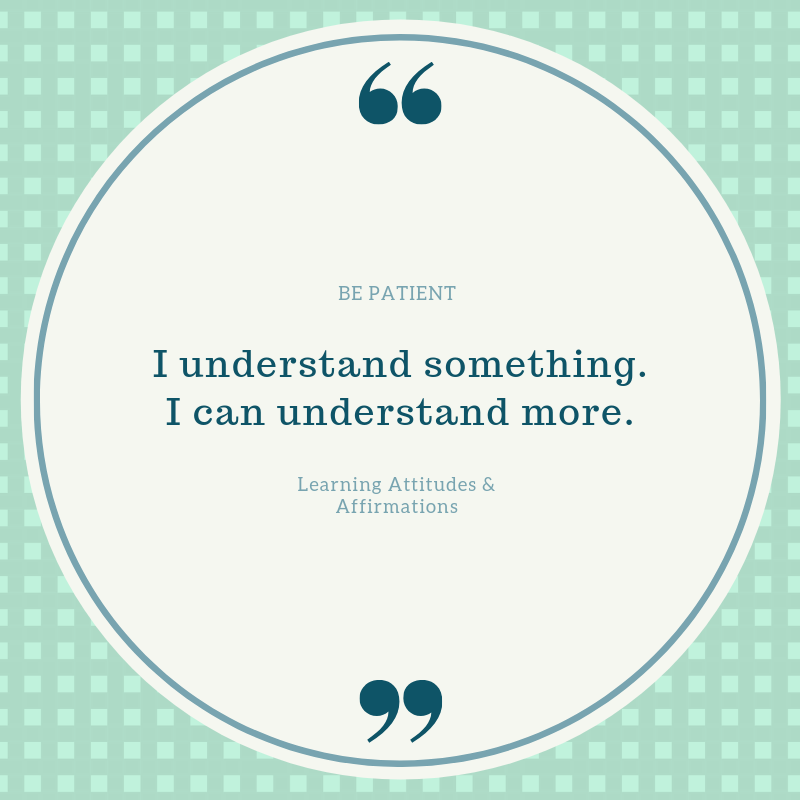 “
BE PATIENT
I understand something.
I can understand more.
Learning Attitudes &
Affirmations
”